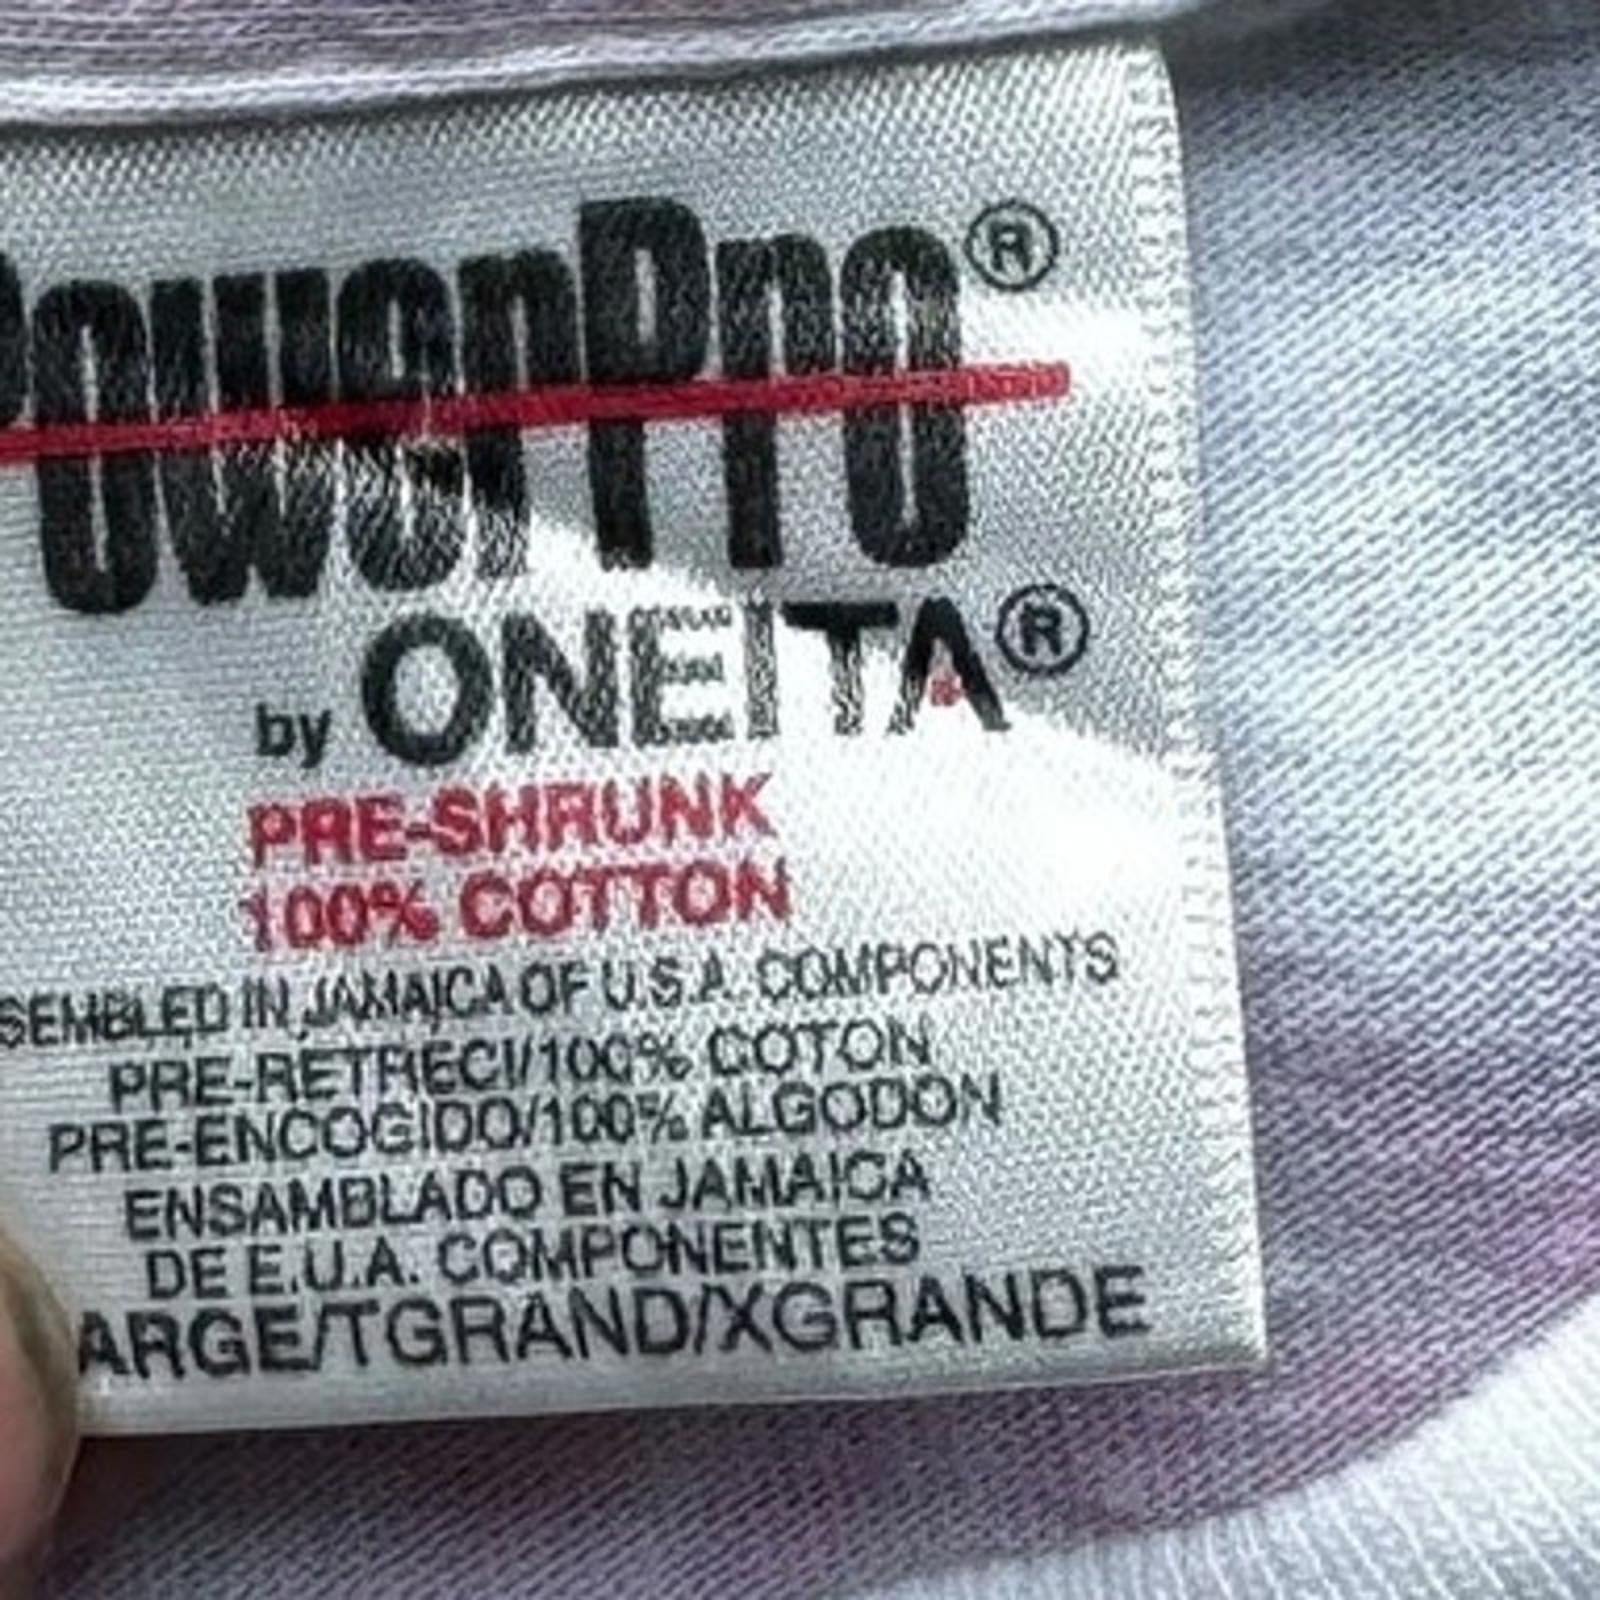 PowerPro®
by ONEITA®
PRE-SHRUNK
100% COTTON
SEMBLED IN JAMAICA OF U.S.A. COMPONENTS
PRE-RETRECI/100% COTON
PRE-ENCOGIDO/100% ALGODON
ENSAMBLADO EN JAMAICA
DE E.U.A. COMPONENTES
ARGE/TGRAND/XGRANDE